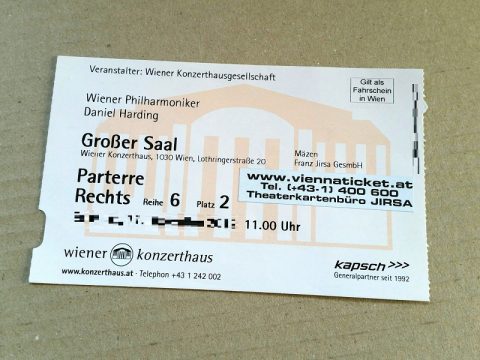 Veranstalter: Wiener Konzerthausgesellschaft
Gilt als
Fahrschein
in Wien
Wiener Philharmoniker
Daniel Harding
Großer Saal
Wiener Konzerthaus, 1030 Wien, Lothringerstraße 20
Mäzen
Franz Jirsa GesmbH
Parterre
Rechts Reihe 6 Platz 2
www.viennaticket.at
Tel. (+43-1) 400 600
Theaterkartenbüro JIRSA
11.00 Uhr
wiener konzerthaus
www.konzerthaus.at · Telephon +43 1 242 002
kapsch >>>
Generalpartner seit 1992